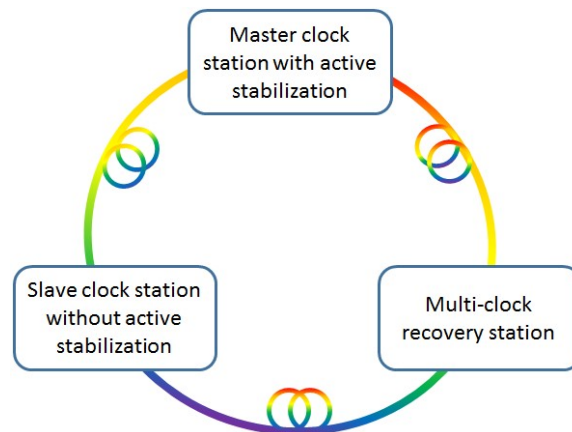 Master clock
station with active
stabilization
Slave clock station
without active
stabilization
Multi-clock
recovery station